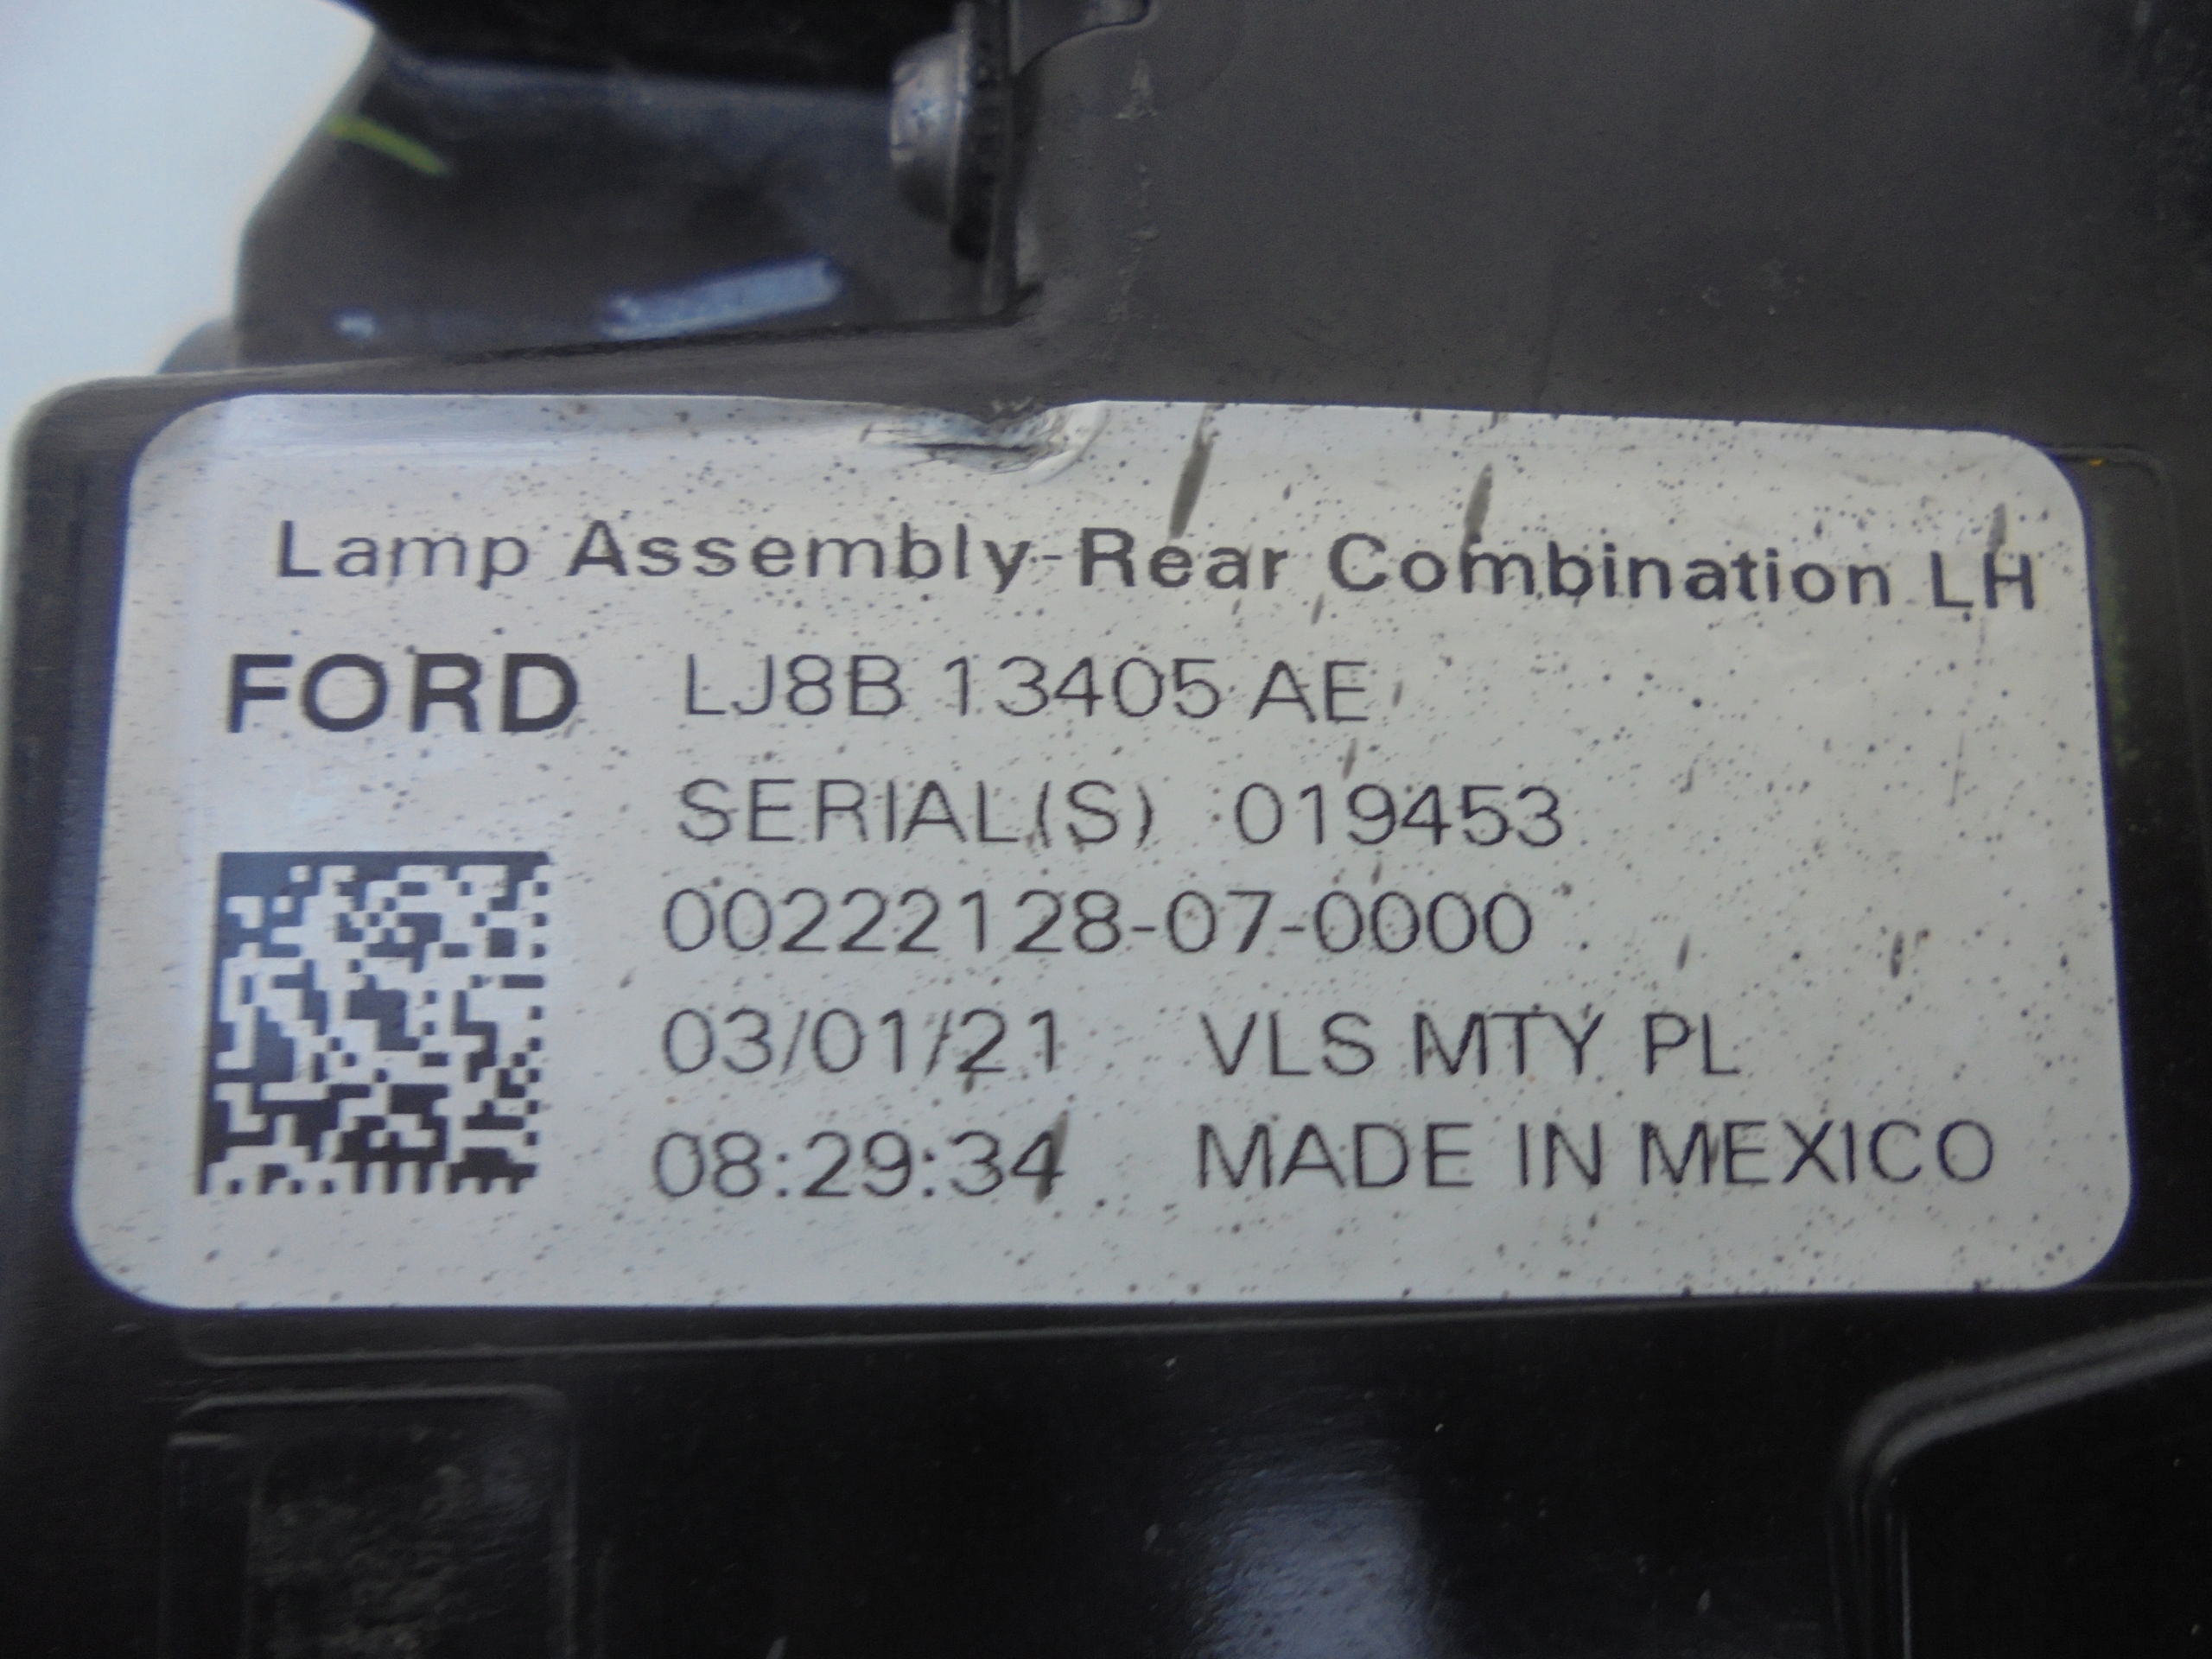 Lamp Assembly-Rear Combination LH
FORD LJ8B 13405 AE
SERIAL(S) 019453
00222128-07-0000
03/01/21 VLS MTY PL
08:29:34 MADE IN MEXICO